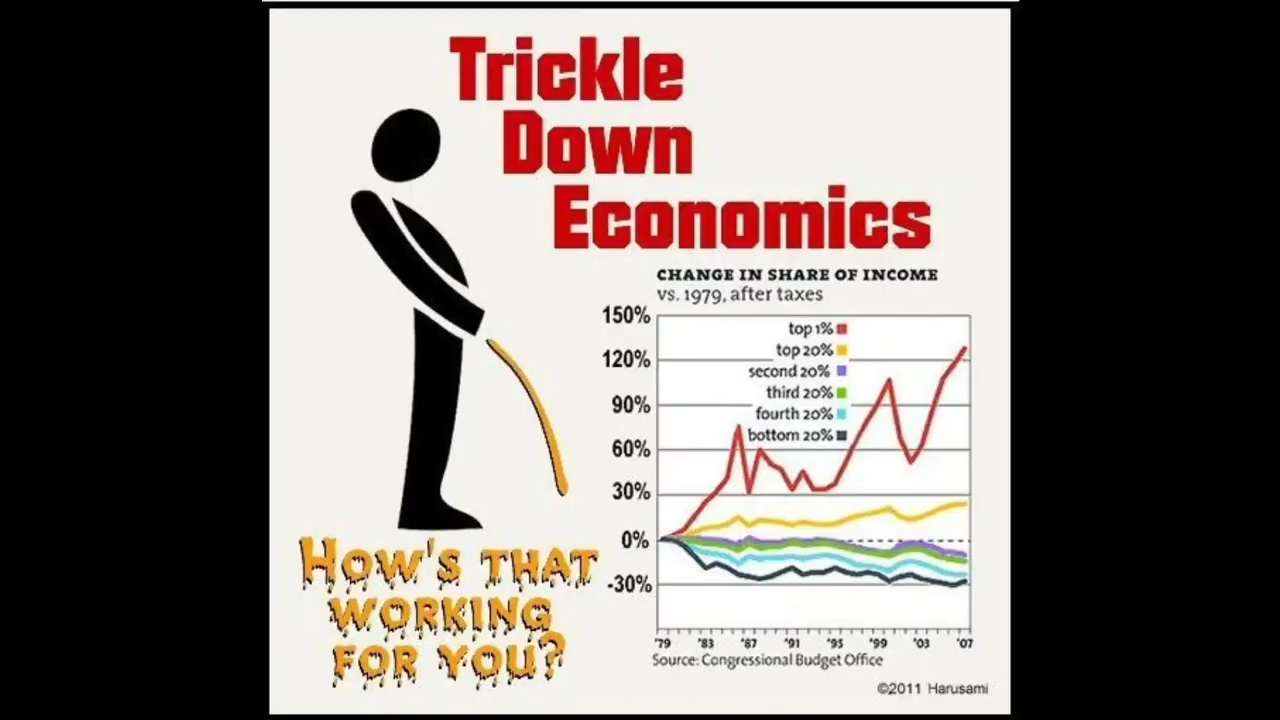 Trickle
Down
Economics
CHANGE IN SHARE OF INCOME
vs. 1979, after taxes
150%
120%
90%
60%
30%
0%
-30%
top 1%
top 20%
second 20%
third 20%
fourth 20%
bottom 20%
'79 '83 '87 '91 '95 '99 '03 '07
Source: Congressional Budget Office
How's that
working
for you?
©2011 Harusami